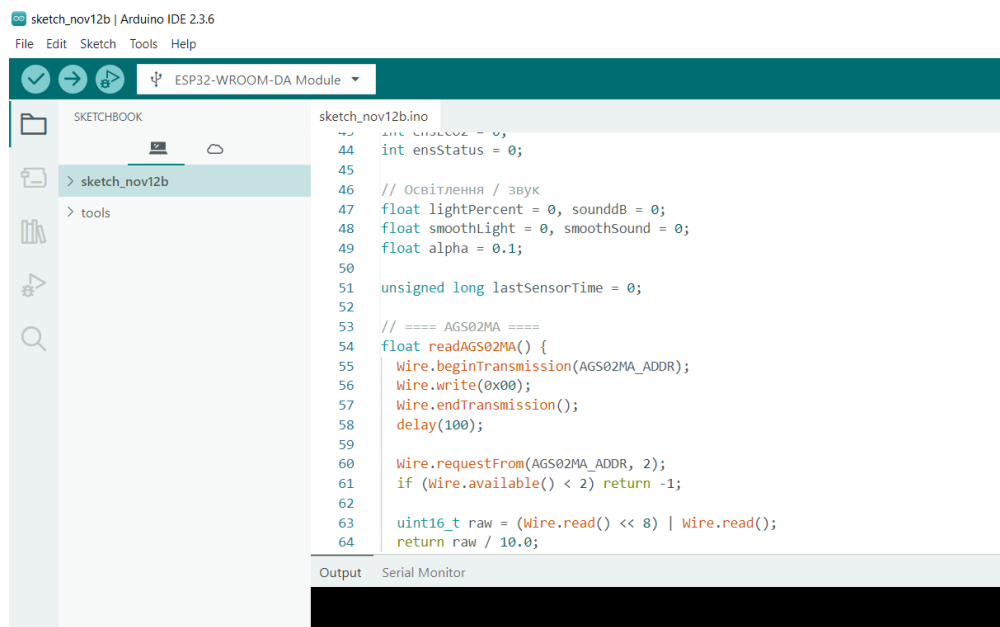 sketch_nov12b | Arduino IDE 2.3.6
File Edit Sketch Tools Help
ESP32-WROOM-DA Module
SKETCHBOOK
sketch_nov12b
tools
sketch_nov12b.ino
43 int ensECO2 = 0;
44 int ensStatus = 0;
45
46 // Освітлення / звук
47 float lightPercent = 0, sounddB = 0;
48 float smoothLight = 0, smoothSound = 0;
49 float alpha = 0.1;
50
51 unsigned long lastSensorTime = 0;
52
53 // ==== AGS02MA ====
54 float readAGS02MA() {
55 Wire.beginTransmission(AGS02MA_ADDR);
56 Wire.write(0x00);
57 Wire.endTransmission();
58 delay(100);
59
60 Wire.requestFrom(AGS02MA_ADDR, 2);
61 if (Wire.available() < 2) return -1;
62
63 uint16_t raw = (Wire.read() << 8) | Wire.read();
64 return raw / 10.0;
Output Serial Monitor